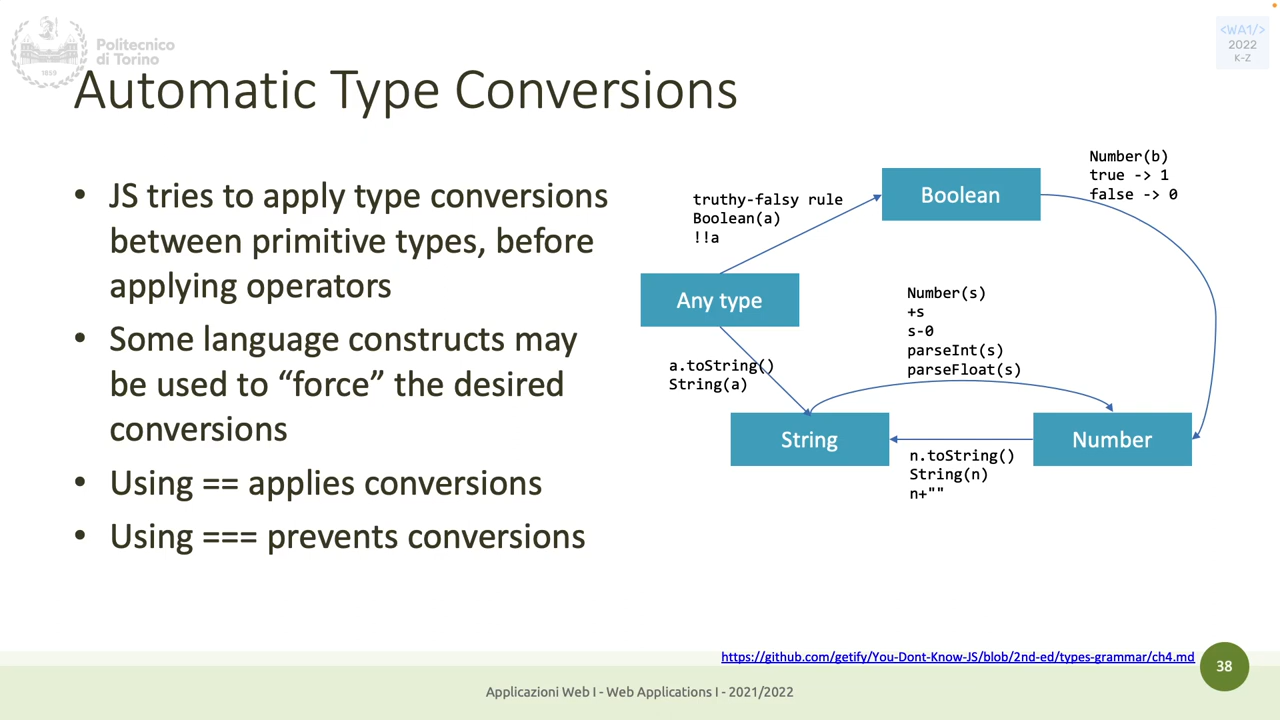 Politecnico
di Torino
1859
<WA1/>
2022
K-Z
Automatic Type Conversions
• JS tries to apply type conversions
between primitive types, before
applying operators
• Some language constructs may
be used to “force” the desired
conversions
• Using == applies conversions
• Using === prevents conversions
truthy-falsy rule
Boolean(a)
!!a
Boolean
Number(b)
true -> 1
false -> 0
Any type
Number(s)
+s
s-0
parseInt(s)
parseFloat(s)
a.toString()
String(a)
String
Number
n.toString()
String(n)
n+""
https://github.com/getify/You-Dont-Know-JS/blob/2nd-ed/types-grammar/ch4.md
38
Applicazioni Web I - Web Applications I - 2021/2022